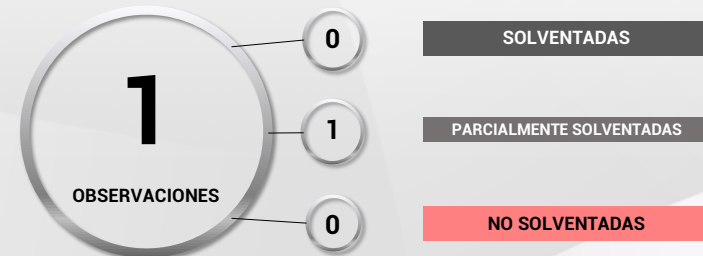 1
OBSERVACIONES
0
SOLVENTADAS
1
PARCIALMENTE SOLVENTADAS
0
NO SOLVENTADAS